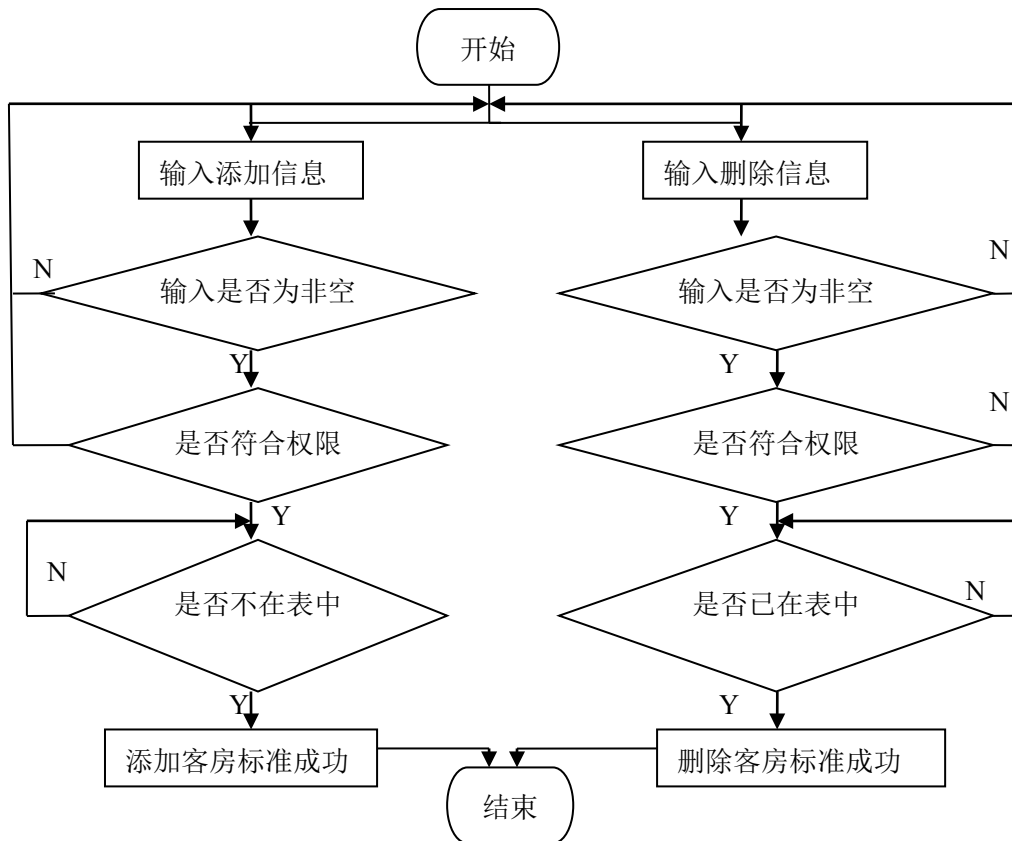 开始
输入添加信息
输入删除信息
N
输入是否为非空
输入是否为非空
N
Y
Y
是否符合权限
是否符合权限
N
Y
Y
N
是否不在表中
是否已在表中
N
Y
Y
添加客房标准成功
删除客房标准成功
结束